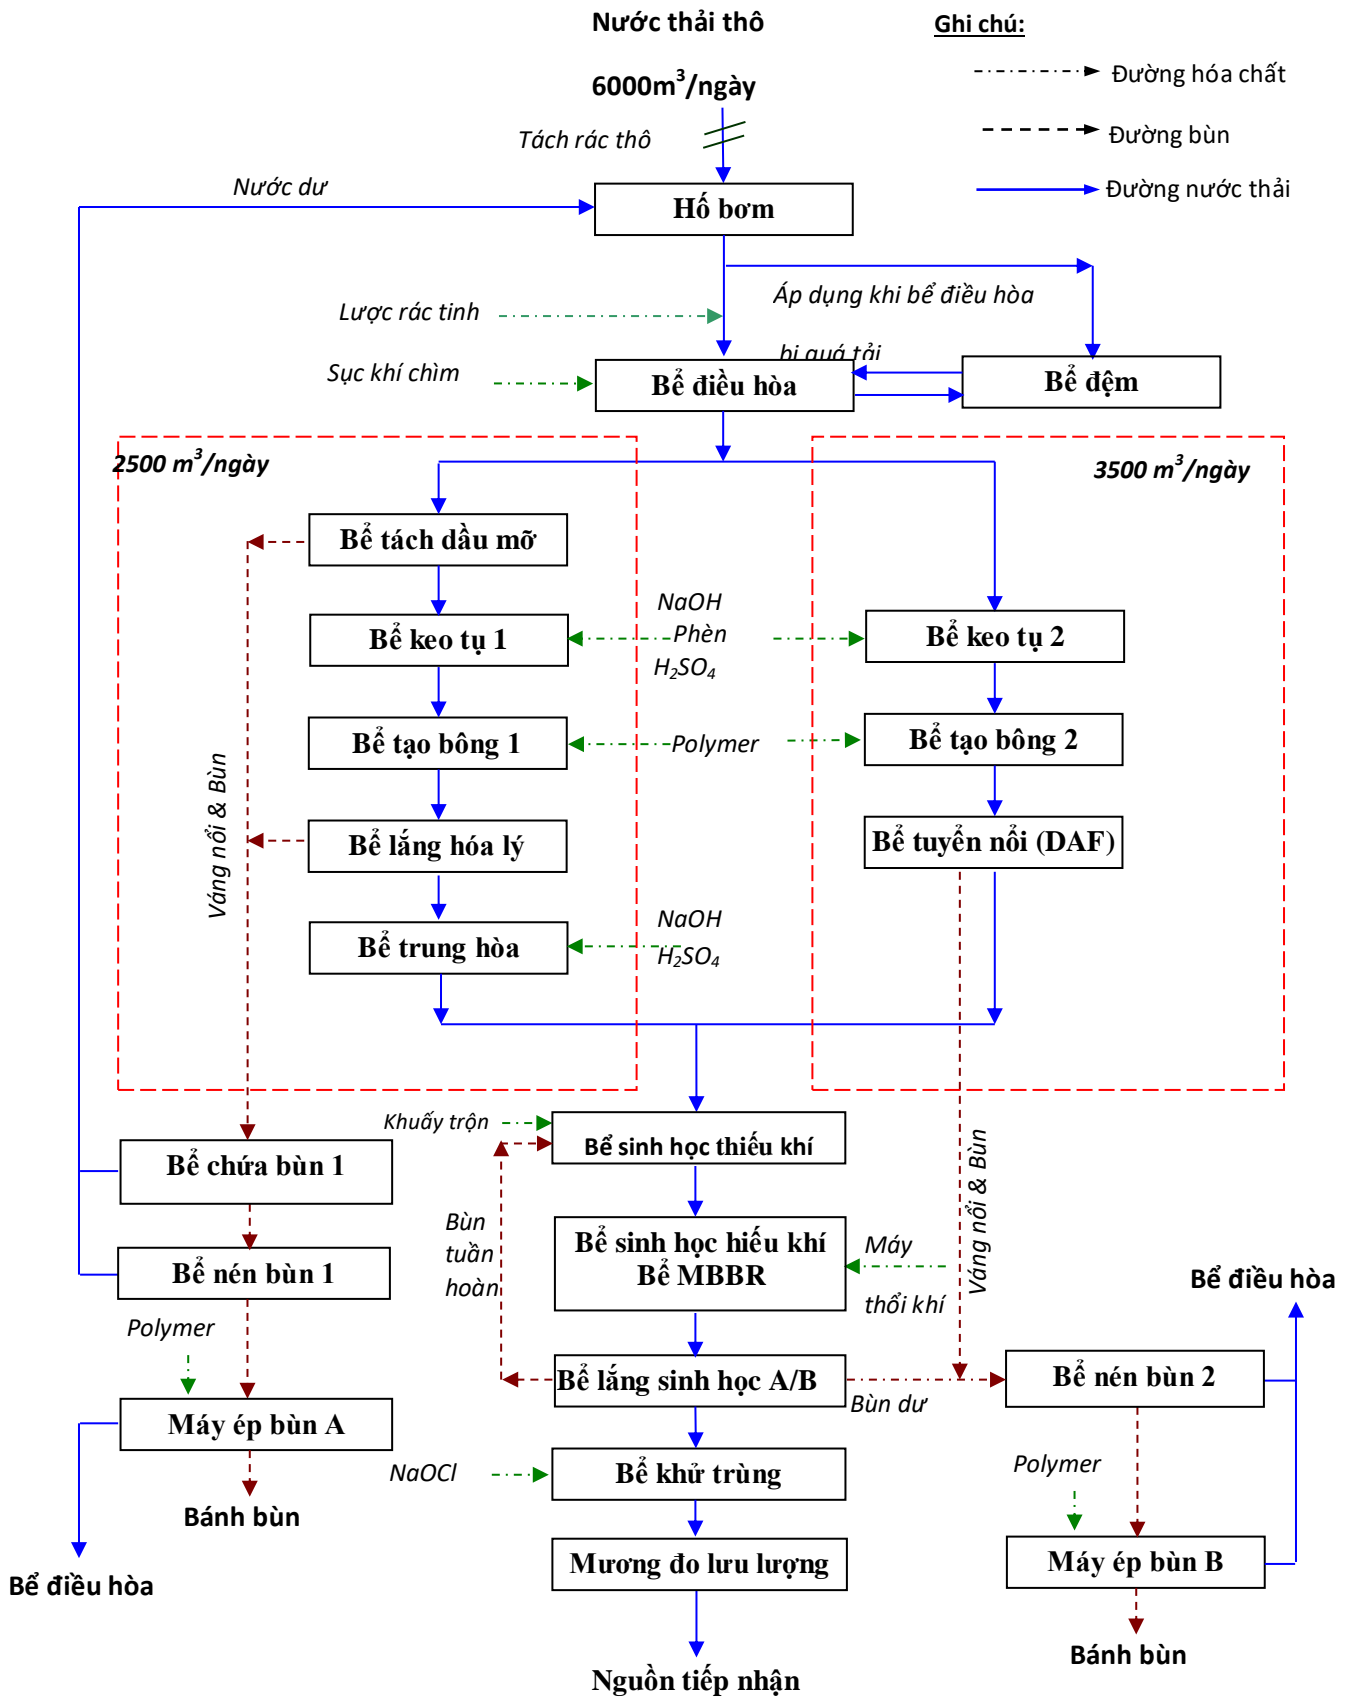 Nước thải thô
6000m³/ngày
Ghi chú:
Đường hóa chất
Đường bùn
Đường nước thải
Tách rác thô
Nước dư
Hố bơm
Lược rác tinh
Áp dụng khi bể điều hòa
bị quá tải
Sục khí chìm
Bể điều hòa
Bể đệm
2500 m³/ngày
3500 m³/ngày
Bể tách dầu mỡ
NaOH
Phèn
H₂SO₄
Bể keo tụ 1
Bể keo tụ 2
Bể tạo bông 1
Polymer
Bể tạo bông 2
Váng nổi & Bùn
Bể lắng hóa lý
Bể tuyển nổi (DAF)
NaOH
H₂SO₄
Bể trung hòa
Khuấy trộn
Bể sinh học thiếu khí
Bể chứa bùn 1
Váng nổi & Bùn
Bùn
tuần
hoàn
Bể sinh học hiếu khí
Bể MBBR
Máy
thổi khí
Bể nén bùn 1
Bể điều hòa
Polymer
Bể lắng sinh học A/B
Bùn dư
Bể nén bùn 2
Máy ép bùn A
NaOCl
Bể khử trùng
Polymer
Bánh bùn
Bể điều hòa
Mương đo lưu lượng
Máy ép bùn B
Bánh bùn
Nguồn tiếp nhận